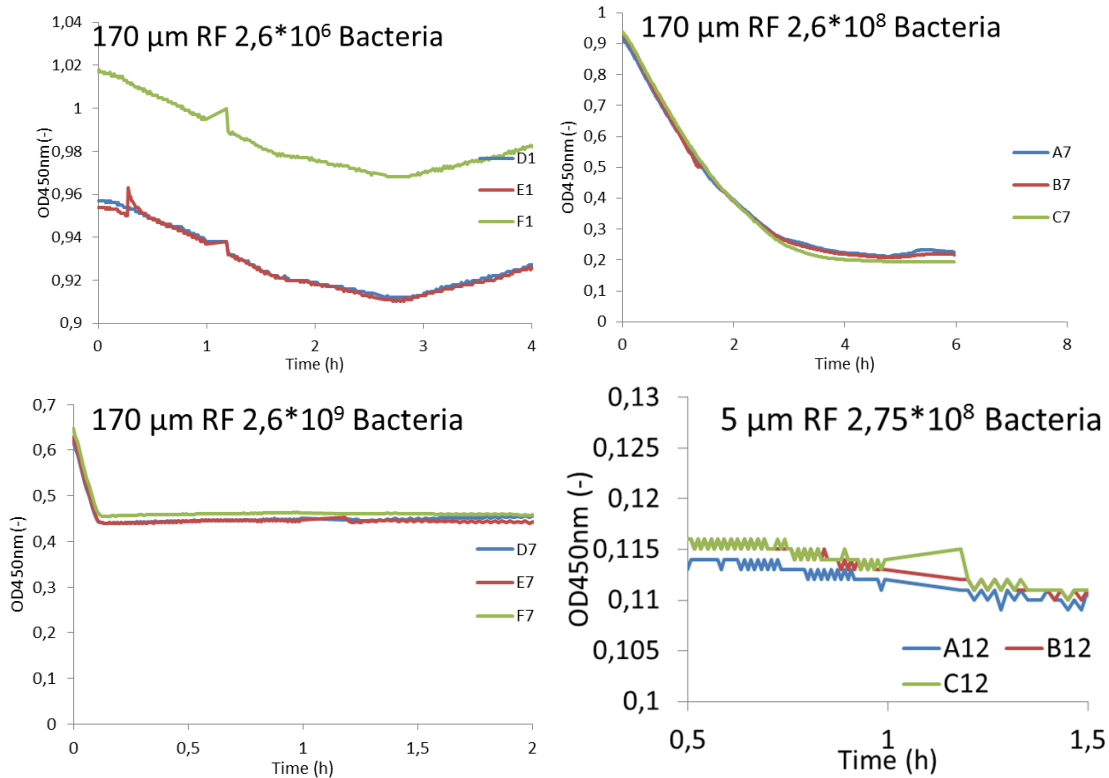 170 µm RF 2,6*10⁶ Bacteria
1,04
1,02
1
0,98
0,96
0,94
0,92
0,9
OD450nm (-)
0
1
2
3
4
Time (h)
D1
E1
F1
170 µm RF 2,6*10⁸ Bacteria
1
0,9
0,8
0,7
0,6
0,5
0,4
0,3
0,2
0,1
0
OD450nm (-)
0
2
4
6
8
Time (h)
A7
B7
C7
170 µm RF 2,6*10⁹ Bacteria
0,7
0,6
0,5
0,4
0,3
0,2
0,1
0
OD450nm (-)
0
0,5
1
1,5
2
Time (h)
D7
E7
F7
5 µm RF 2,75*10⁸ Bacteria
0,13
0,125
0,12
0,115
0,11
0,105
0,1
OD450nm (-)
0,5
1
1,5
Time (h)
A12
B12
C12